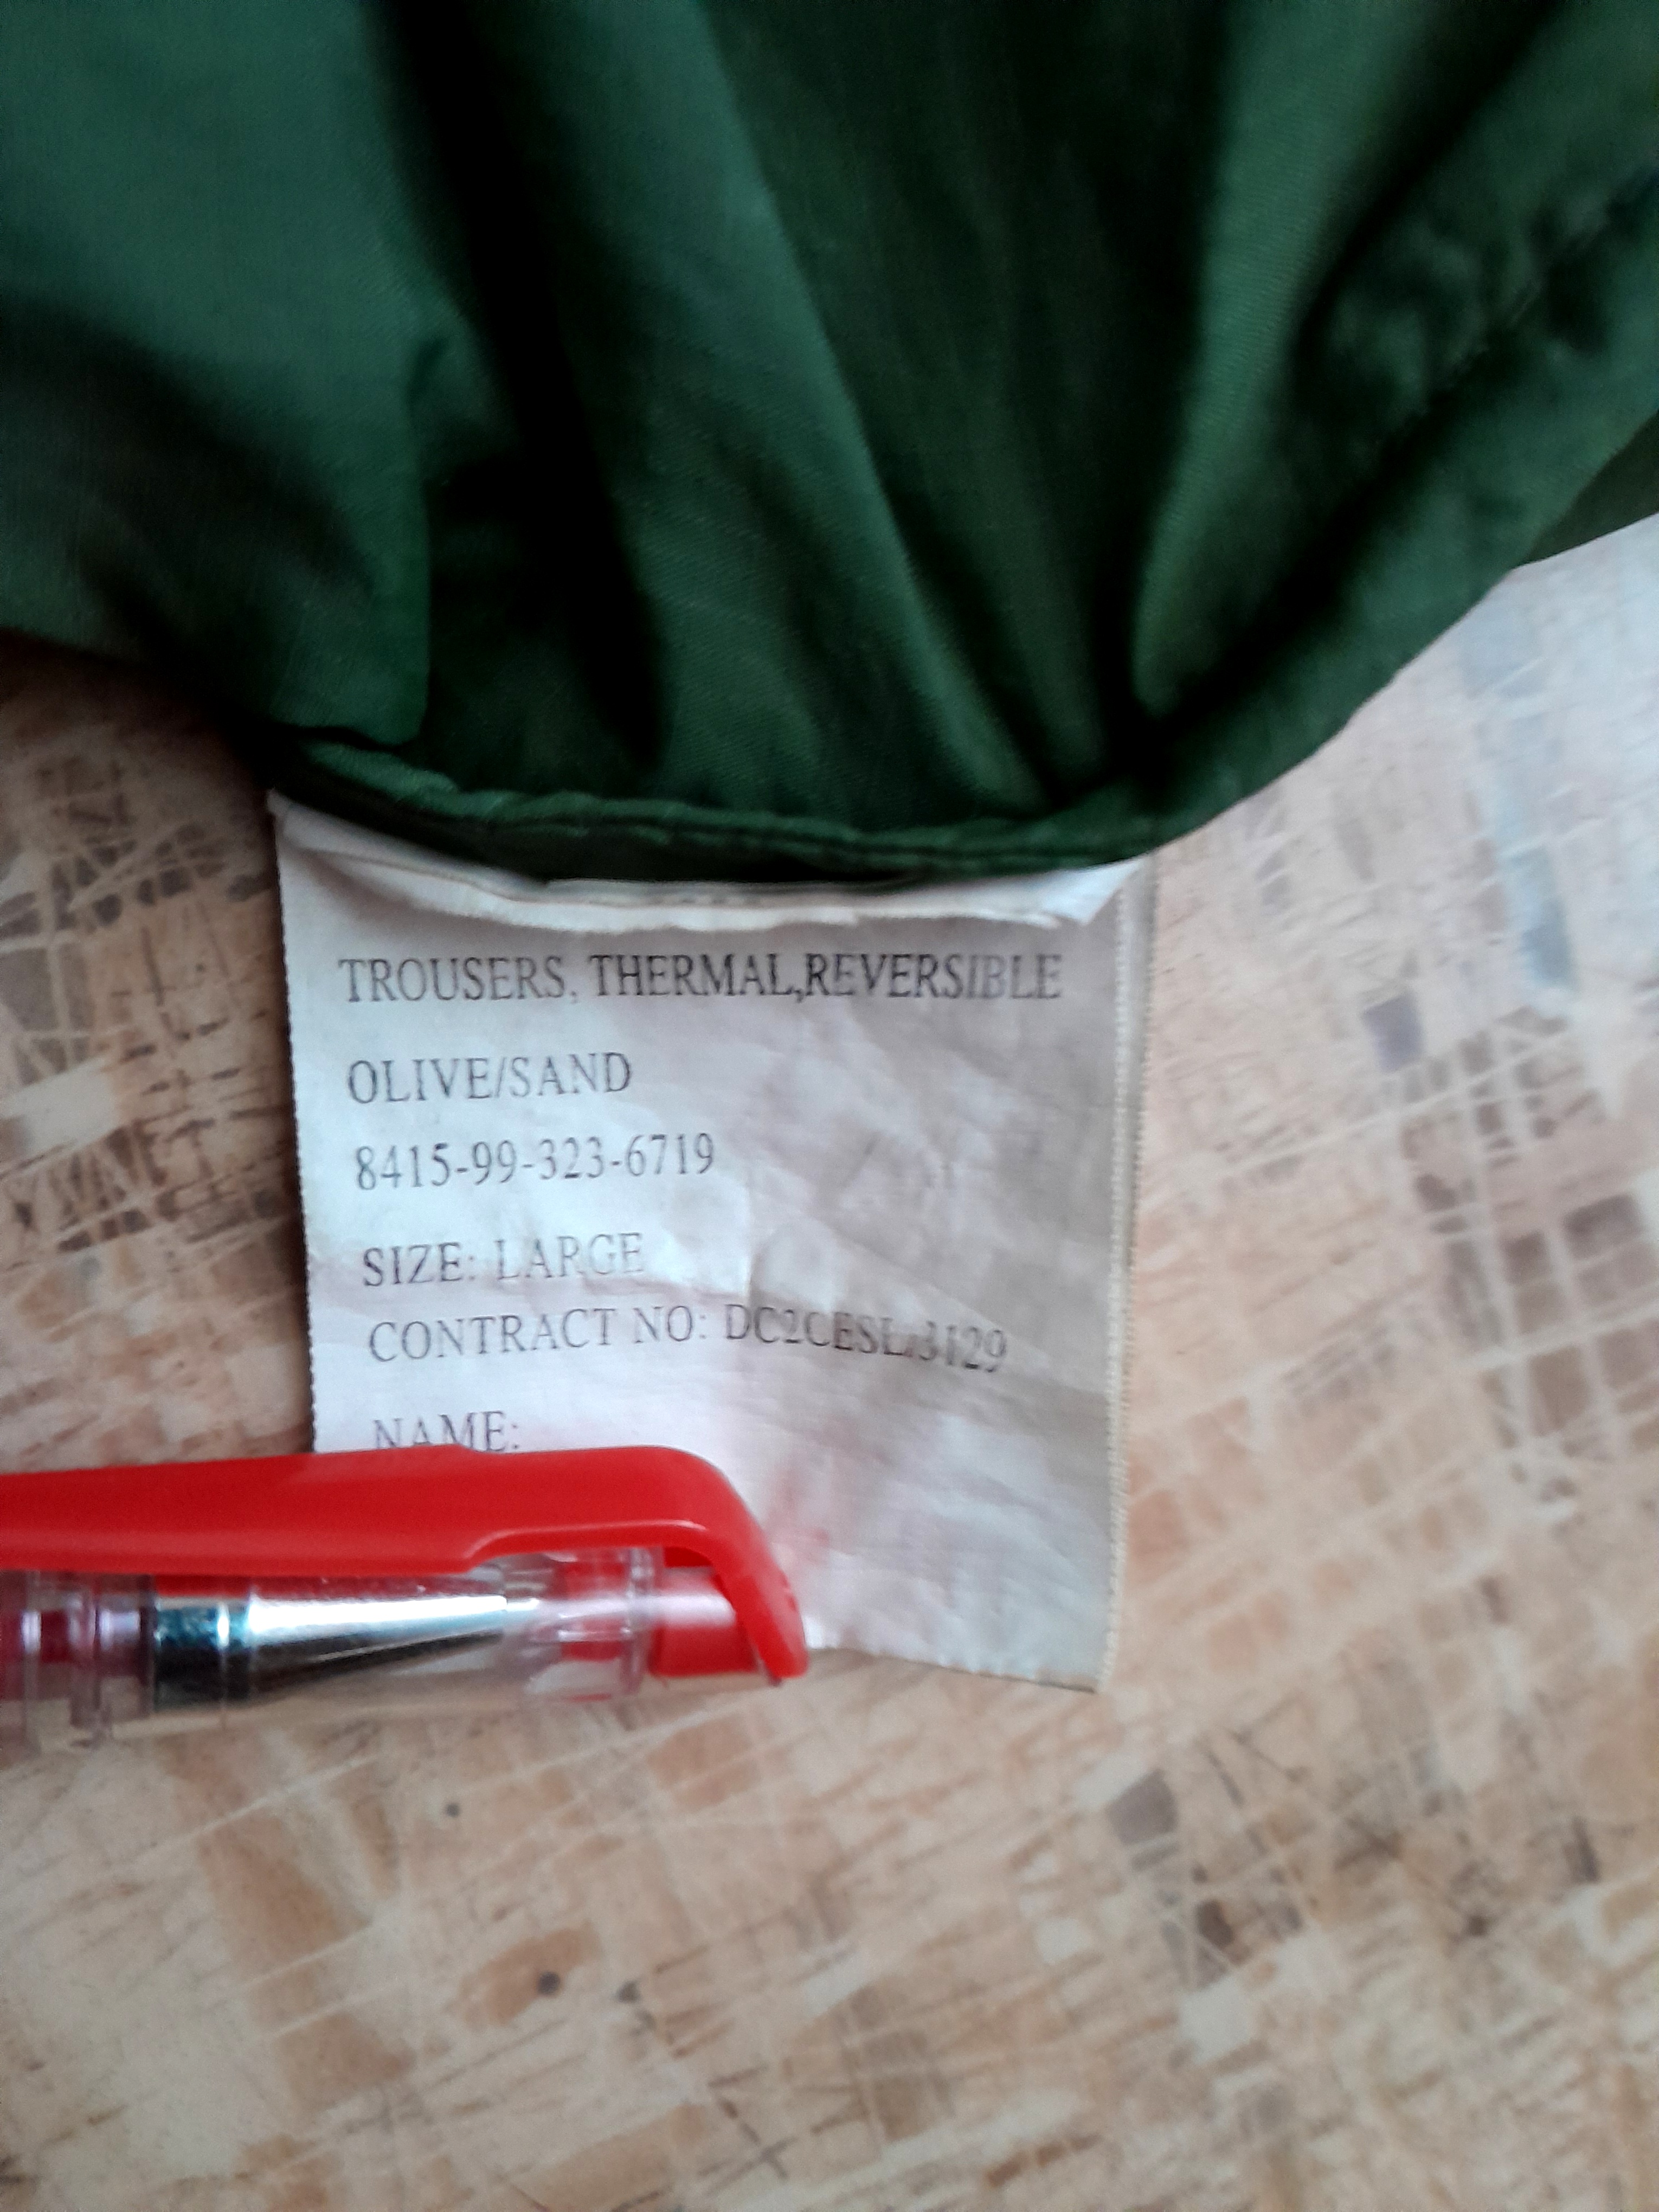 TROUSERS, THERMAL,REVERSIBLE
OLIVE/SAND
8415-99-323-6719
SIZE: LARGE
CONTRACT NO: DC2CESL/3129
NAME: